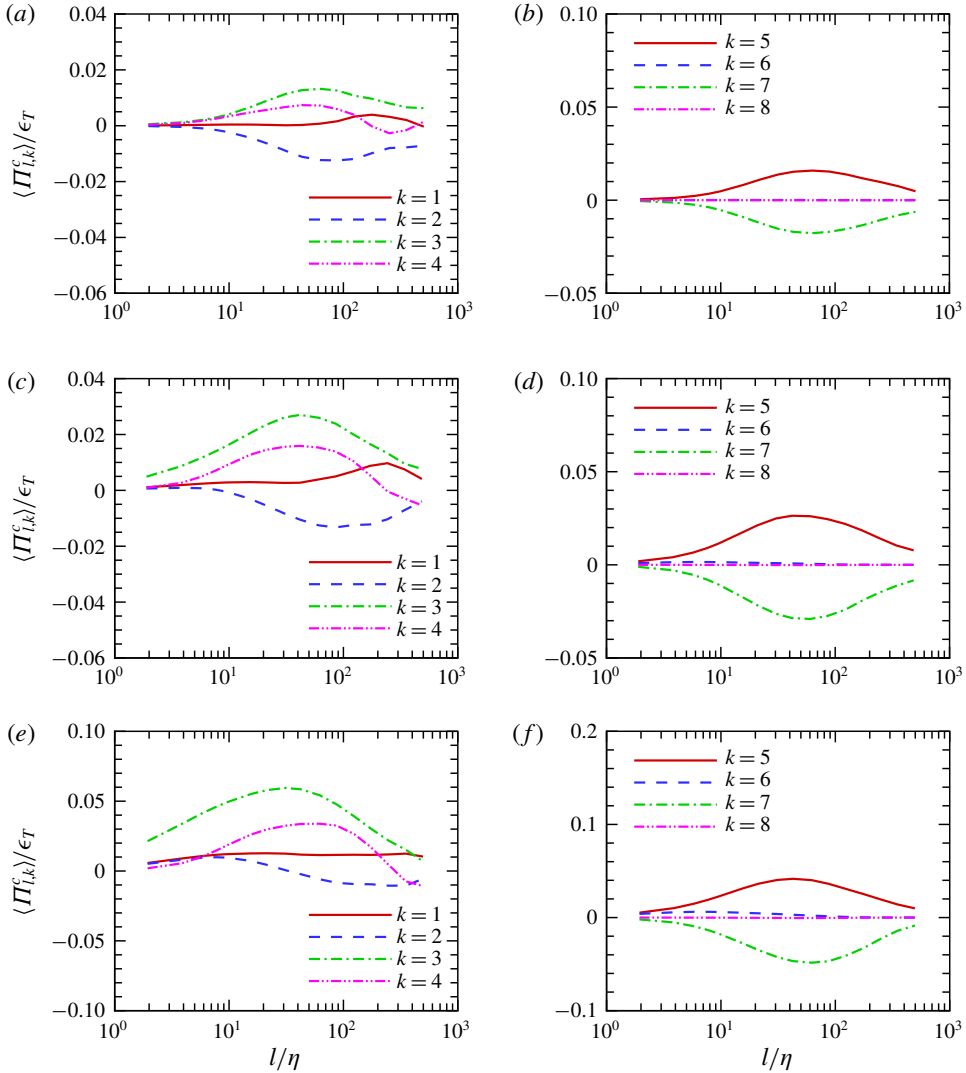 (a)
0.04
0.02
0
−0.02
−0.04
−0.06
⟨Π^c_{l,k}⟩/ϵ_T
k = 1
k = 2
k = 3
k = 4
10^0
10^1
10^2
10^3
(b)
0.10
0.05
0
−0.05
k = 5
k = 6
k = 7
k = 8
10^0
10^1
10^2
10^3
(c)
0.04
0.02
0
−0.02
−0.04
−0.06
⟨Π^c_{l,k}⟩/ϵ_T
k = 1
k = 2
k = 3
k = 4
10^0
10^1
10^2
10^3
(d)
0.10
0.05
0
−0.05
k = 5
k = 6
k = 7
k = 8
10^0
10^1
10^2
10^3
(e)
0.10
0.05
0
−0.05
−0.10
⟨Π^c_{l,k}⟩/ϵ_T
k = 1
k = 2
k = 3
k = 4
10^0
10^1
10^2
10^3
l/η
(f)
0.2
0.1
0
−0.1
k = 5
k = 6
k = 7
k = 8
10^0
10^1
10^2
10^3
l/η